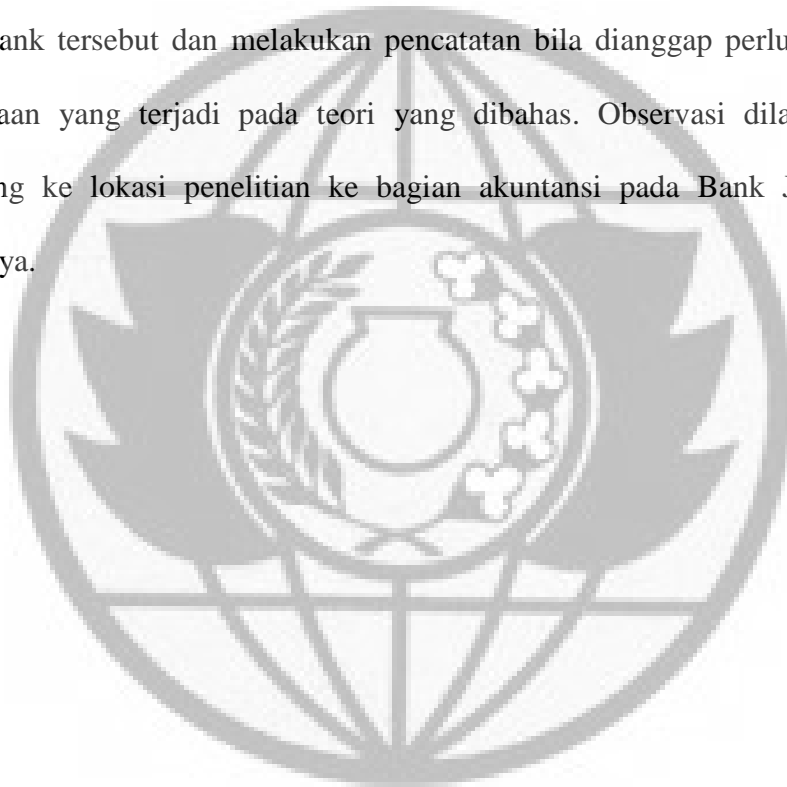 ank tersebut dan melakukan pencatatan bila dianggap perlu
aan yang terjadi pada teori yang dibahas. Observasi dila
ng ke lokasi penelitian ke bagian akuntansi pada Bank J
ya.